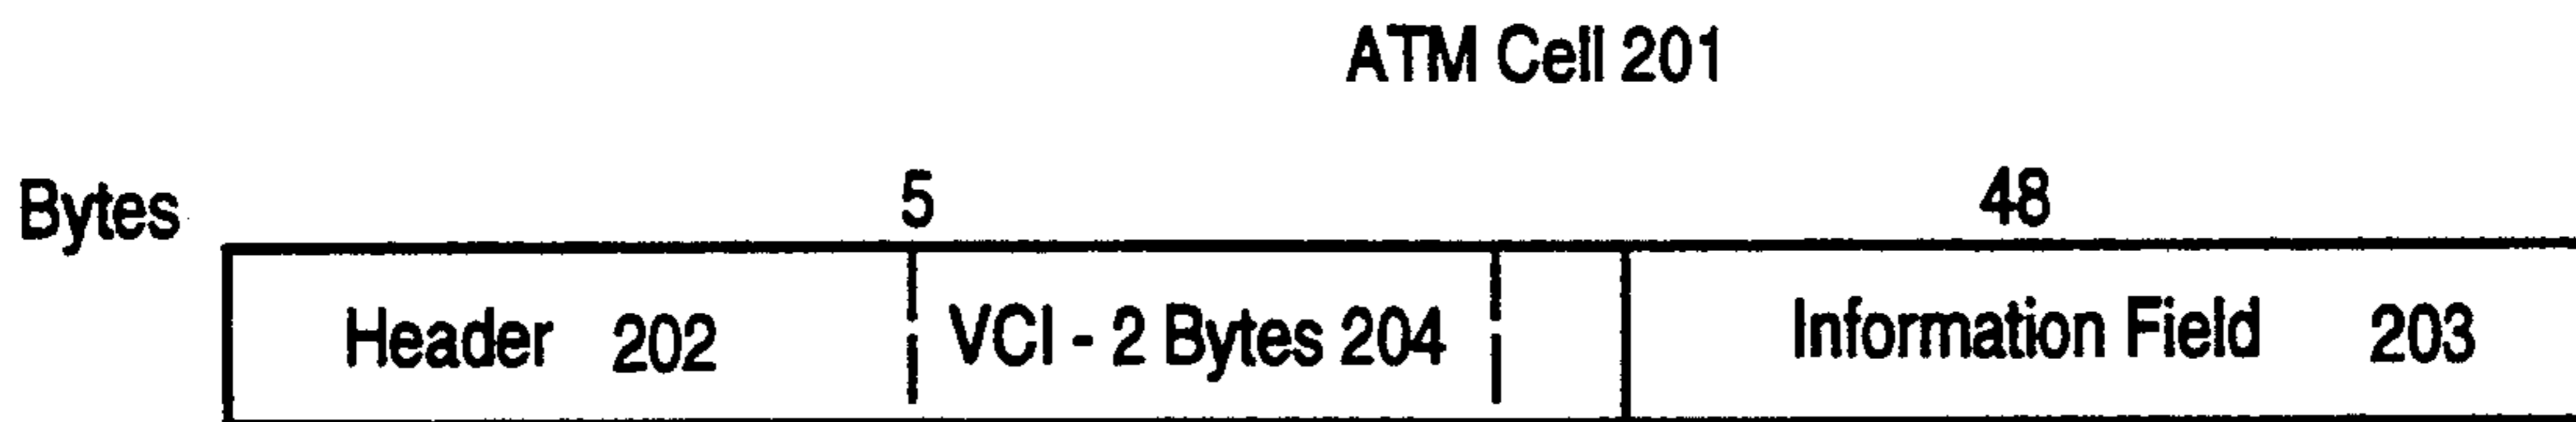 ATM Cell 201
Bytes 5 48
Header 202 VCI - 2 Bytes 204 Information Field 203